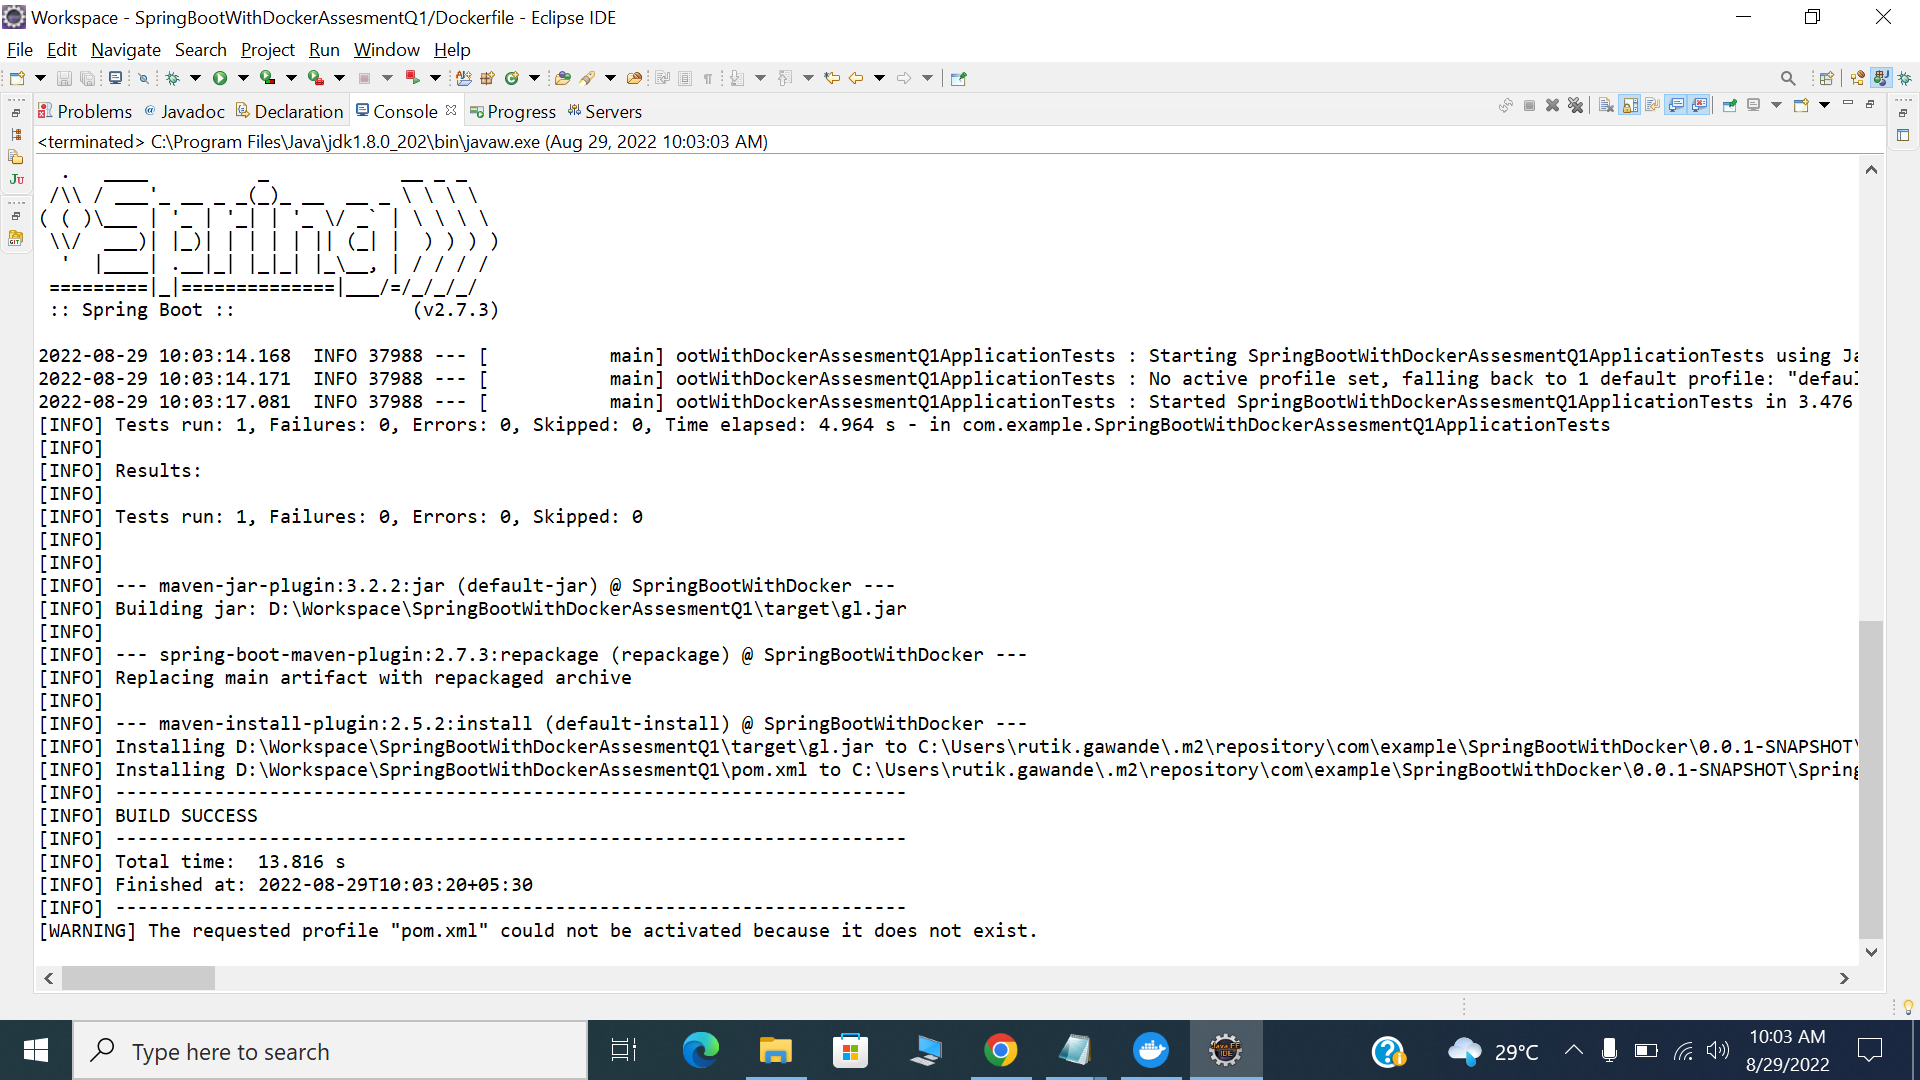 Workspace - SpringBootWithDockerAssesmentQ1/Dockerfile - Eclipse IDE
File Edit Navigate Search Project Run Window Help
Problems @ Javadoc Declaration Console Progress Servers
<terminated> C:\Program Files\Java\jdk1.8.0_202\bin\javaw.exe (Aug 29, 2022 10:03:03 AM)
  .   ____          _            __ _ _
 /\\ / ___'_ __ _ _(_)_ __  __ _ \ \ \ \
( ( )\___ | '_ | '_| | '_ \/ _` | \ \ \ \
 \\/  ___)| |_)| | | | | || (_| |  ) ) ) )
  '  |____| .__|_| |_|_| |_\__, | / / / /
 =========|_|==============|___/=/_/_/_/
 :: Spring Boot ::                (v2.7.3)
2022-08-29 10:03:14.168  INFO 37988 --- [           main] ootWithDockerAssesmentQ1ApplicationTests : Starting SpringBootWithDockerAssesmentQ1ApplicationTests using Ja
2022-08-29 10:03:14.171  INFO 37988 --- [           main] ootWithDockerAssesmentQ1ApplicationTests : No active profile set, falling back to 1 default profile: "defaul
2022-08-29 10:03:17.081  INFO 37988 --- [           main] ootWithDockerAssesmentQ1ApplicationTests : Started SpringBootWithDockerAssesmentQ1ApplicationTests in 3.476
[INFO] Tests run: 1, Failures: 0, Errors: 0, Skipped: 0, Time elapsed: 4.964 s - in com.example.SpringBootWithDockerAssesmentQ1ApplicationTests
[INFO]
[INFO] Results:
[INFO]
[INFO] Tests run: 1, Failures: 0, Errors: 0, Skipped: 0
[INFO]
[INFO]
[INFO] --- maven-jar-plugin:3.2.2:jar (default-jar) @ SpringBootWithDocker ---
[INFO] Building jar: D:\Workspace\SpringBootWithDockerAssesmentQ1\target\gl.jar
[INFO]
[INFO] --- spring-boot-maven-plugin:2.7.3:repackage (repackage) @ SpringBootWithDocker ---
[INFO] Replacing main artifact with repackaged archive
[INFO]
[INFO] --- maven-install-plugin:2.5.2:install (default-install) @ SpringBootWithDocker ---
[INFO] Installing D:\Workspace\SpringBootWithDockerAssesmentQ1\target\gl.jar to C:\Users\rutik.gawande\.m2\repository\com\example\SpringBootWithDocker\0.0.1-SNAPSHOT\
[INFO] Installing D:\Workspace\SpringBootWithDockerAssesmentQ1\pom.xml to C:\Users\rutik.gawande\.m2\repository\com\example\SpringBootWithDocker\0.0.1-SNAPSHOT\Spring
[INFO] ------------------------------------------------------------------------
[INFO] BUILD SUCCESS
[INFO] ------------------------------------------------------------------------
[INFO] Total time:  13.816 s
[INFO] Finished at: 2022-08-29T10:03:20+05:30
[INFO] ------------------------------------------------------------------------
[WARNING] The requested profile "pom.xml" could not be activated because it does not exist.
Type here to search
29°C
10:03 AM
8/29/2022